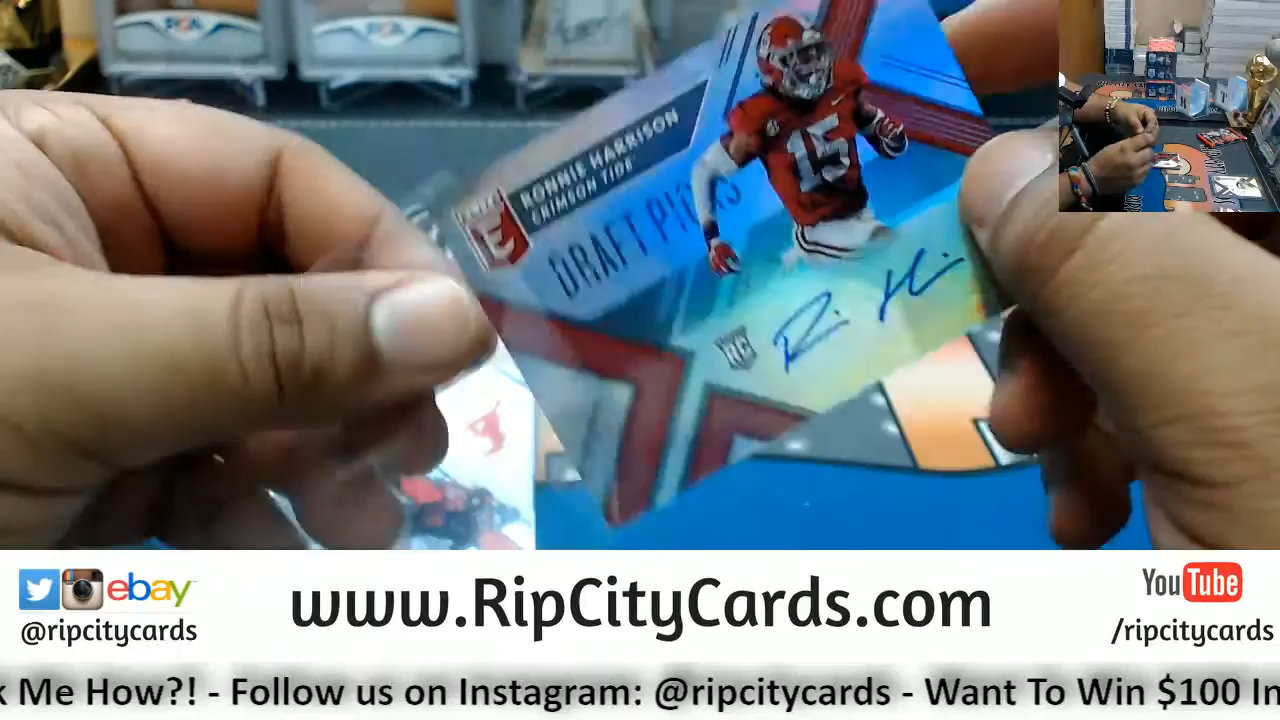 RONNIE HARRISON
CRIMSON TIDE
DRAFT PICKS
15
RC
ebay
@ripcitycards
www.RipCityCards.com
YouTube
/ripcitycards
k Me How?! - Follow us on Instagram: @ripcitycards - Want To Win $100 In